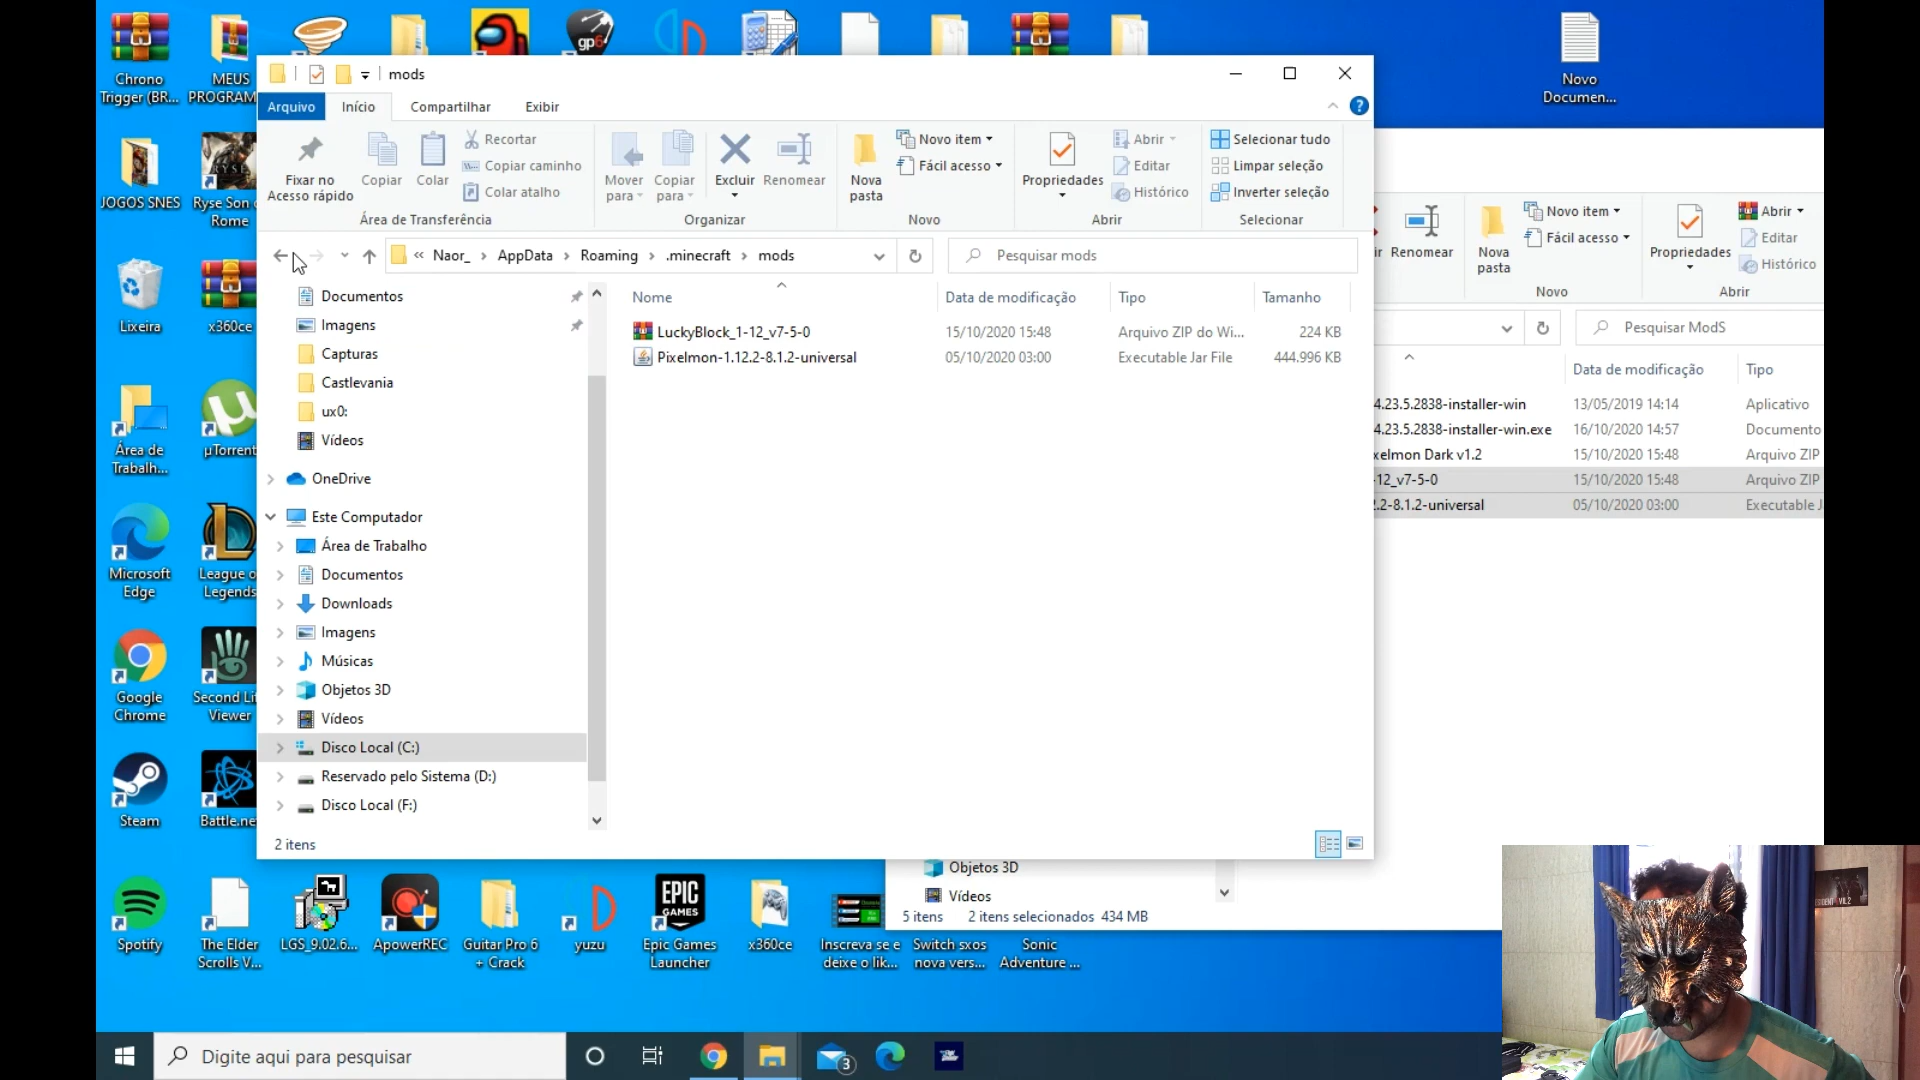 Chrono
Trigger (BR...
MEUS
PROGRAM
gp6
Novo
Documen...
JOGOS SNES
RYSE
Ryse Son o
Rome
Lixeira
x360ce
Área de
Trabalh...
µTorrent
Microsoft
Edge
League o
Legends
Google
Chrome
Second Li
Viewer
Steam
Battle.ne
mods
Arquivo
Início
Compartilhar
Exibir
Fixar no
Acesso rápido
Copiar
Colar
Recortar
Copiar caminho
Colar atalho
Área de Transferência
Mover
para
Copiar
para
Excluir
Renomear
Organizar
Nova
pasta
Novo item
Fácil acesso
Novo
Propriedades
Abrir
Editar
Histórico
Abrir
Selecionar tudo
Limpar seleção
Inverter seleção
Selecionar
« Naor_ > AppData > Roaming > .minecraft > mods
Pesquisar mods
Documentos
Imagens
Capturas
Castlevania
ux0:
Vídeos
OneDrive
Este Computador
Área de Trabalho
Documentos
Downloads
Imagens
Músicas
Objetos 3D
Vídeos
Disco Local (C:)
Reservado pelo Sistema (D:)
Disco Local (F:)
Nome Data de modificação Tipo Tamanho
LuckyBlock_1-12_v7-5-0 15/10/2020 15:48 Arquivo ZIP do Wi... 224 KB
Pixelmon-1.12.2-8.1.2-universal 05/10/2020 03:00 Executable Jar File 444.996 KB
2 itens
ir
Renomear
Nova
pasta
Novo item
Fácil acesso
Novo
Propriedades
Abrir
Editar
Histórico
Abrir
Pesquisar ModS
Data de modificação Tipo
4.23.5.2838-installer-win 13/05/2019 14:14 Aplicativo
4.23.5.2838-installer-win.exe 16/10/2020 14:57 Documento
xelmon Dark v1.2 15/10/2020 15:48 Arquivo ZIP
-12_v7-5-0 15/10/2020 15:48 Arquivo ZIP
2.2-8.1.2-universal 05/10/2020 03:00 Executable J
Objetos 3D
Vídeos
5 itens 2 itens selecionados 434 MB
Spotify
The Elder
Scrolls V...
LGS_9.02.6...
ApowerREC
Guitar Pro 6
+ Crack
yuzu
EPIC
GAMES
Epic Games
Launcher
x360ce
Inscreva se e
deixe o lik...
Switch sxos
nova vers...
Sonic
Adventure ...
Digite aqui para pesquisar
3